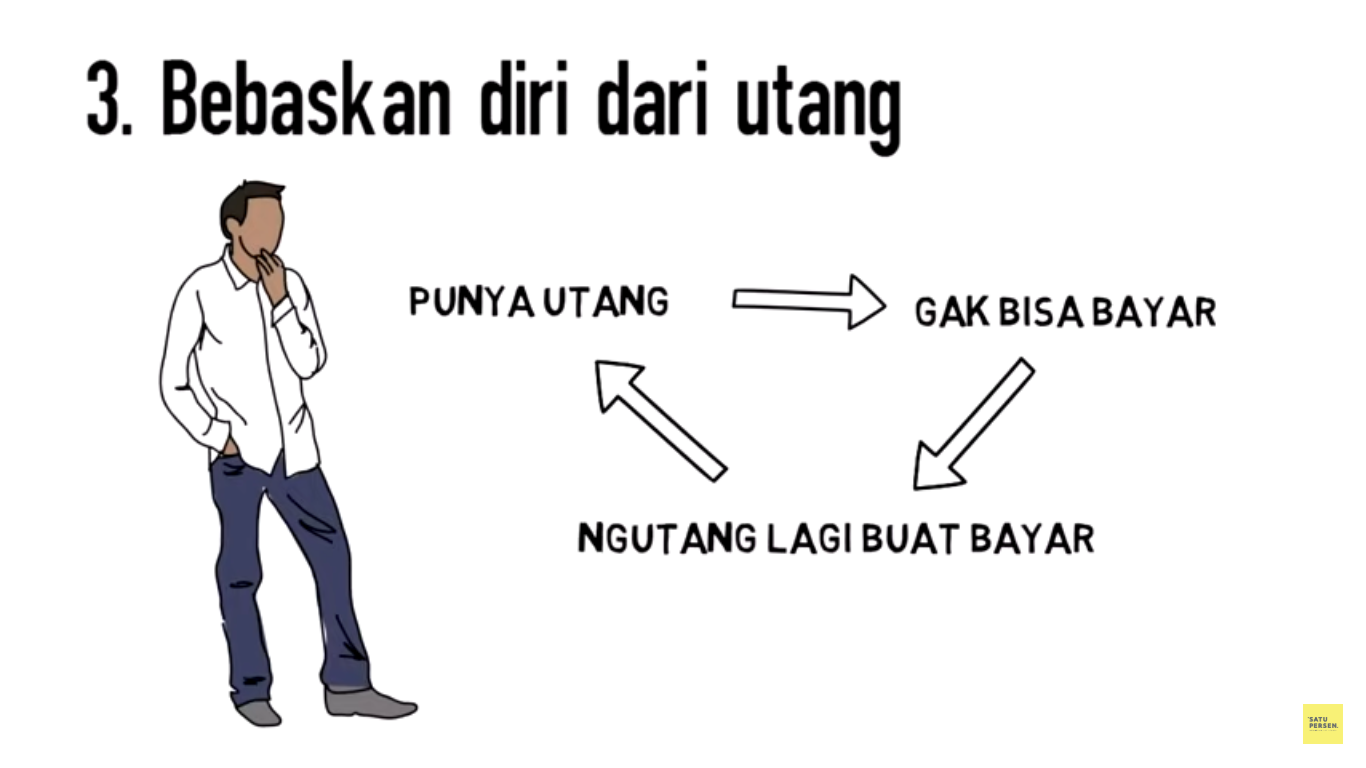 3. Bebaskan diri dari utang
PUNYA UTANG
GAK BISA BAYAR
NGUTANG LAGI BUAT BAYAR
SATU
PERSEN.